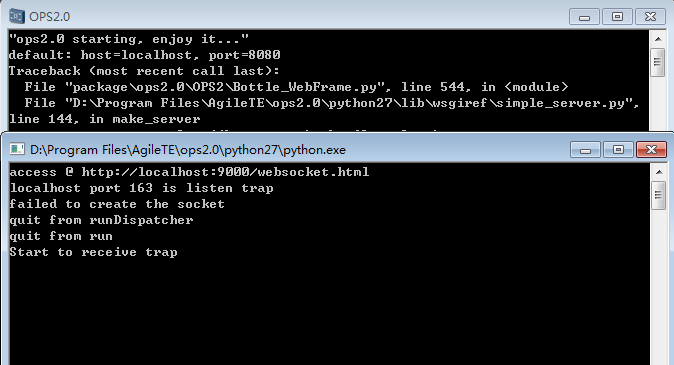 OPS2.0
"ops2.0 starting, enjoy it..."
default: host=localhost, port=8080
Traceback (most recent call last):
File "package\ops2.0\OPS2\Bottle_WebFrame.py", line 544, in <module>
File "D:\Program Files\AgileTE\ops2.0\python27\lib\wsgiref\simple_server.py",
line 144, in make_server
D:\Program Files\AgileTE\ops2.0\python27\python.exe
access @ http://localhost:9000/websocket.html
localhost port 163 is listen trap
failed to create the socket
quit from runDispatcher
quit from run
Start to receive trap